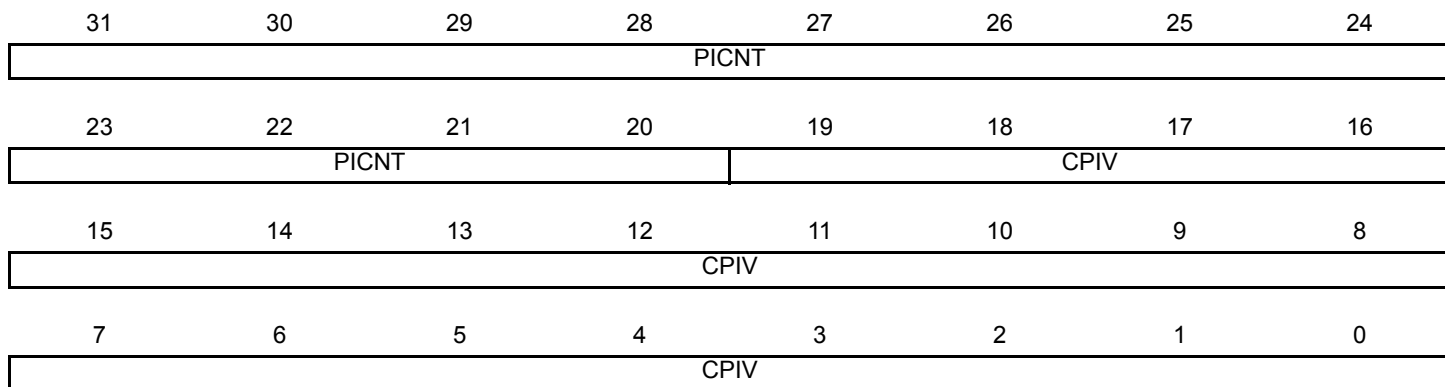 31 30 29 28 27 26 25 24
PICNT
23 22 21 20 19 18 17 16
PICNT CPIV
15 14 13 12 11 10 9 8
CPIV
7 6 5 4 3 2 1 0
CPIV